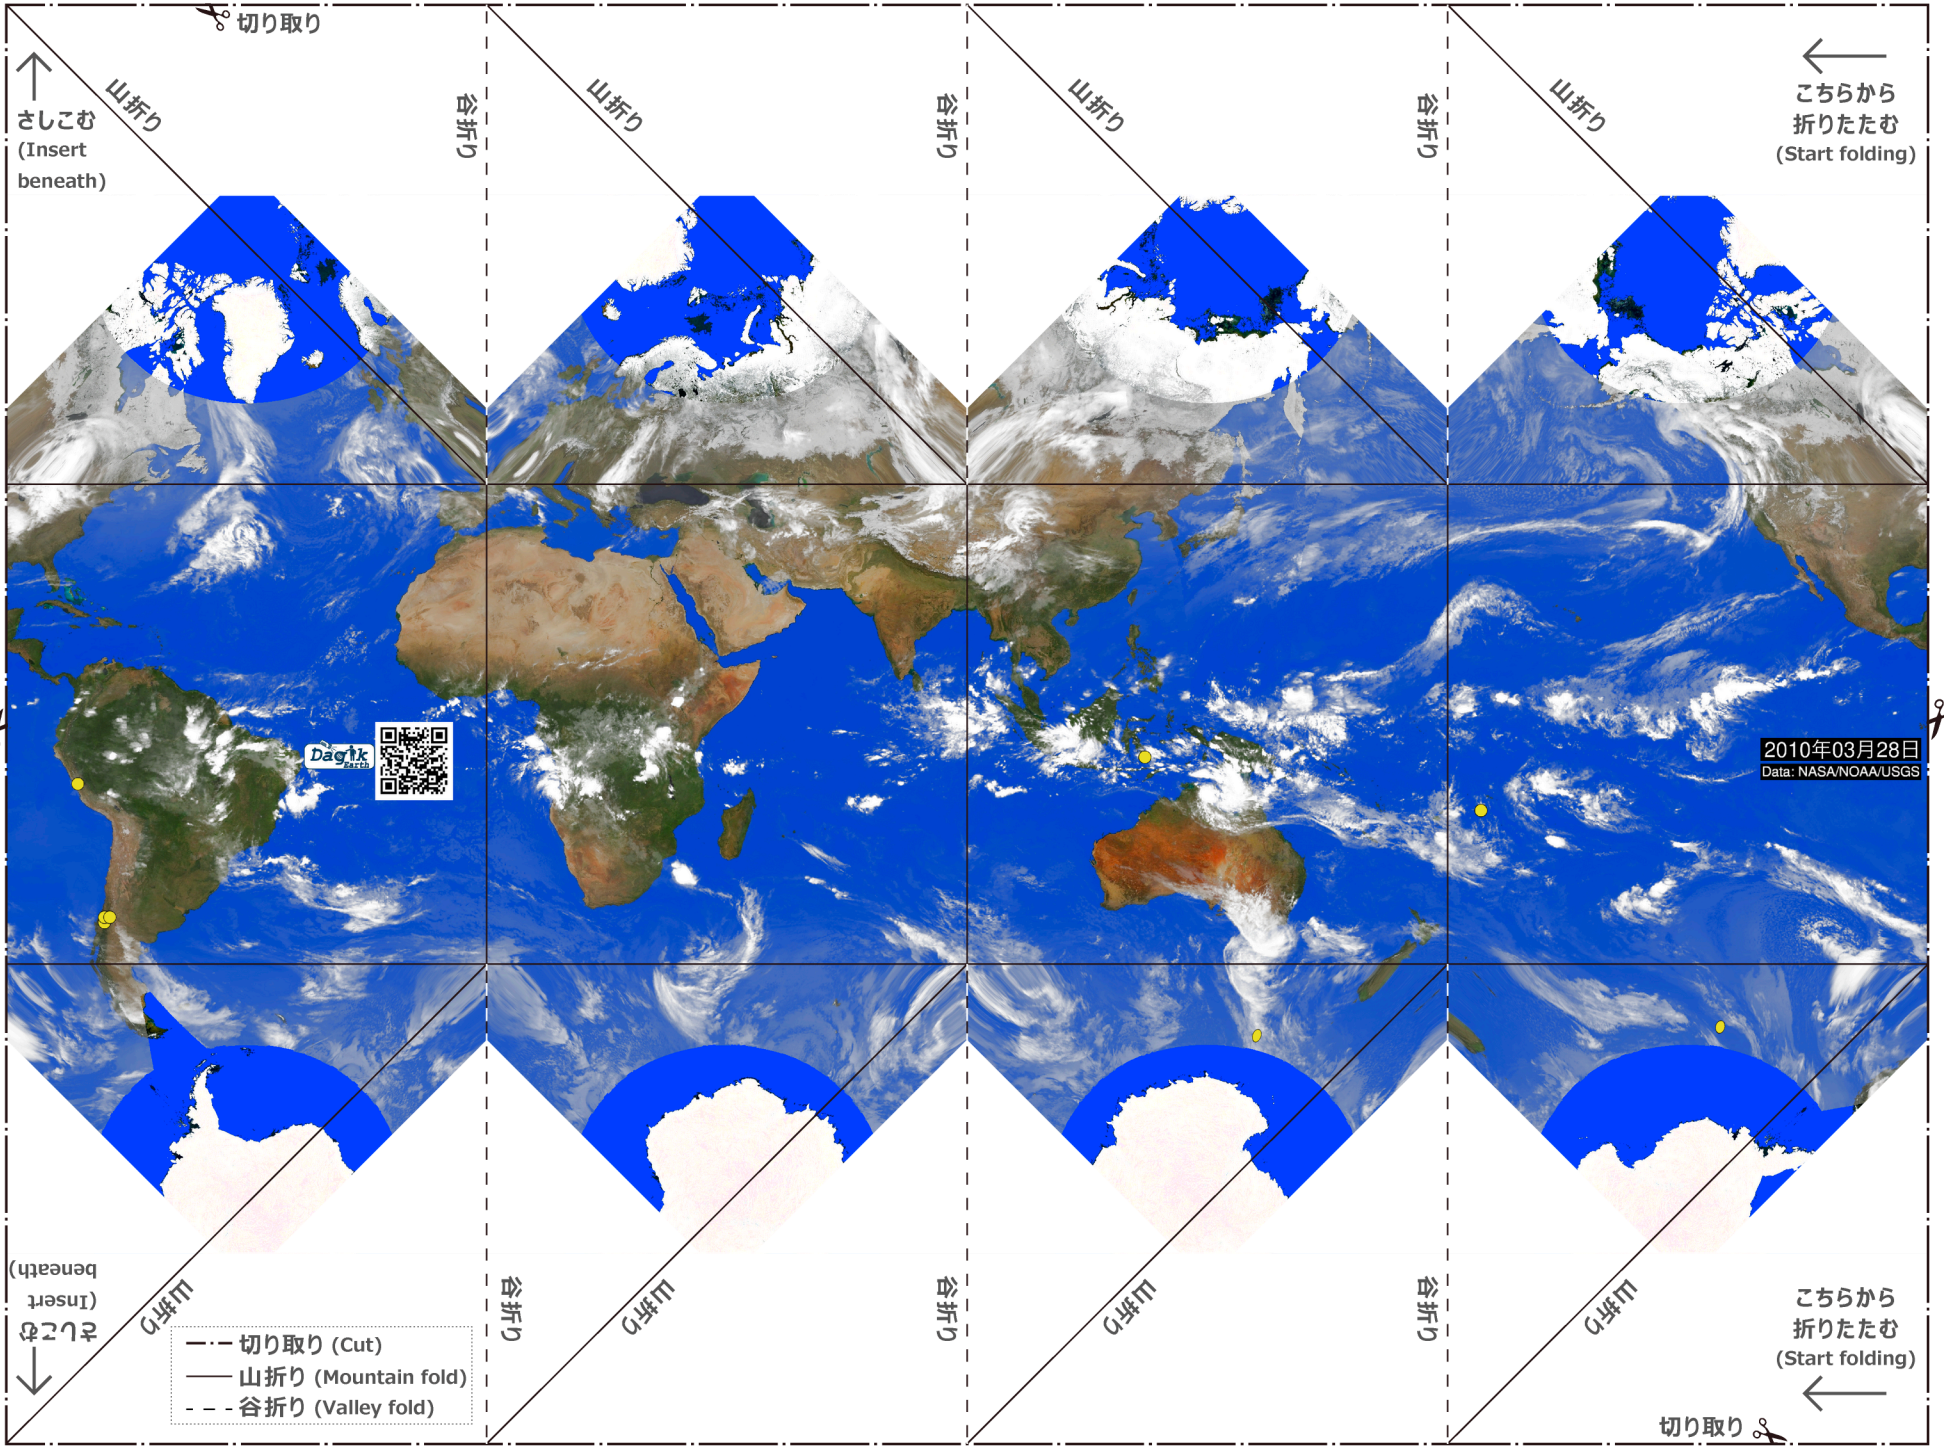 切り取り
山折り
谷折り
山折り
谷折り
山折り
谷折り
山折り
さしこむ
(Insert
beneath)
こちらから
折りたたむ
(Start folding)
Dagik
Earth
2010年03月28日
Data: NASA/NOAA/USGS
さしこむ
(Insert
beneath)
山折り
谷折り
山折り
谷折り
山折り
谷折り
山折り
こちらから
折りたたむ
(Start folding)
切り取り (Cut)
山折り (Mountain fold)
谷折り (Valley fold)
切り取り